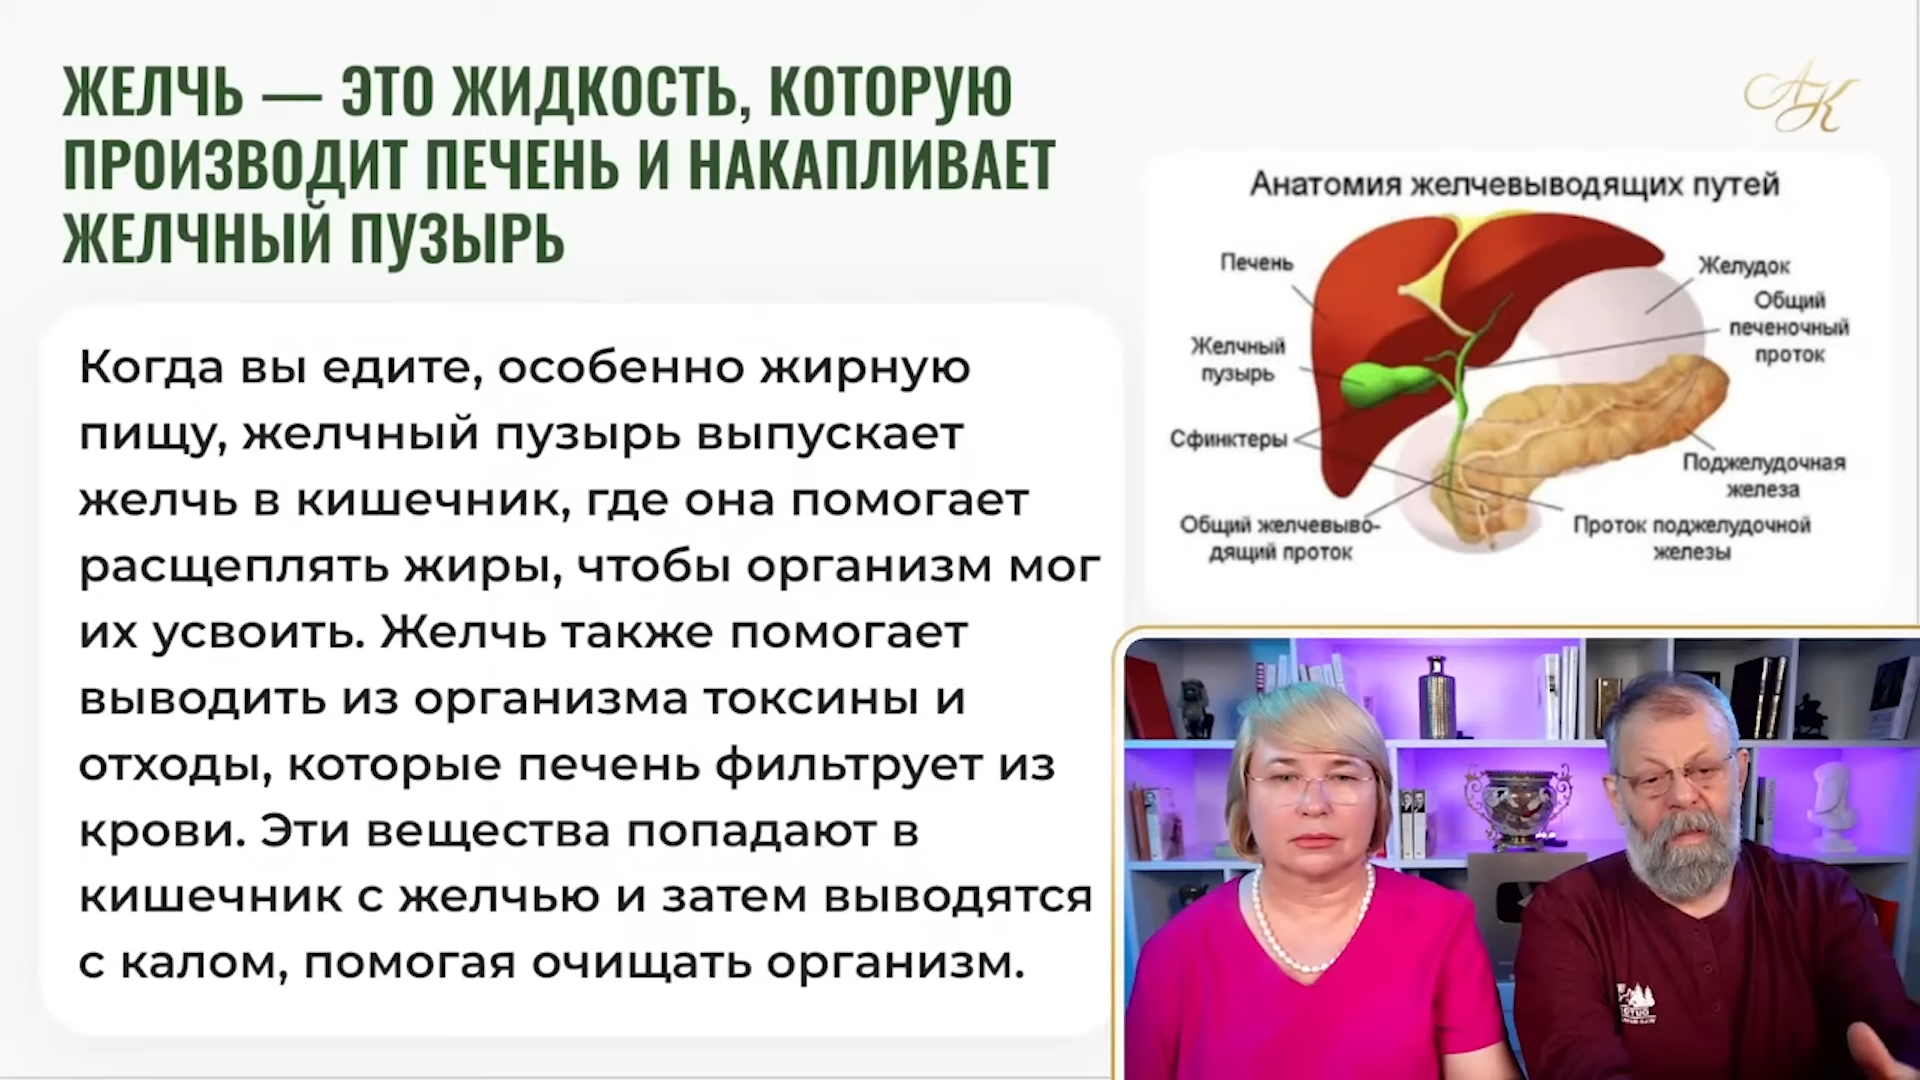 ЖЕЛЧЬ — ЭТО ЖИДКОСТЬ, КОТОРУЮ
ПРОИЗВОДИТ ПЕЧЕНЬ И НАКАПЛИВАЕТ
ЖЕЛЧНЫЙ ПУЗЫРЬ
Когда вы едите, особенно жирную
пищу, желчный пузырь выпускает
желчь в кишечник, где она помогает
расщеплять жиры, чтобы организм мог
их усвоить. Желчь также помогает
выводить из организма токсины и
отходы, которые печень фильтрует из
крови. Эти вещества попадают в
кишечник с желчью и затем выводятся
с калом, помогая очищать организм.
АК
Анатомия желчевыводящих путей
Печень
Желчный
пузырь
Сфинктеры
Общий желчевыво-
дящий проток
Желудок
Общий
печеночный
проток
Поджелудочная
железа
Проток поджелудочной
железы